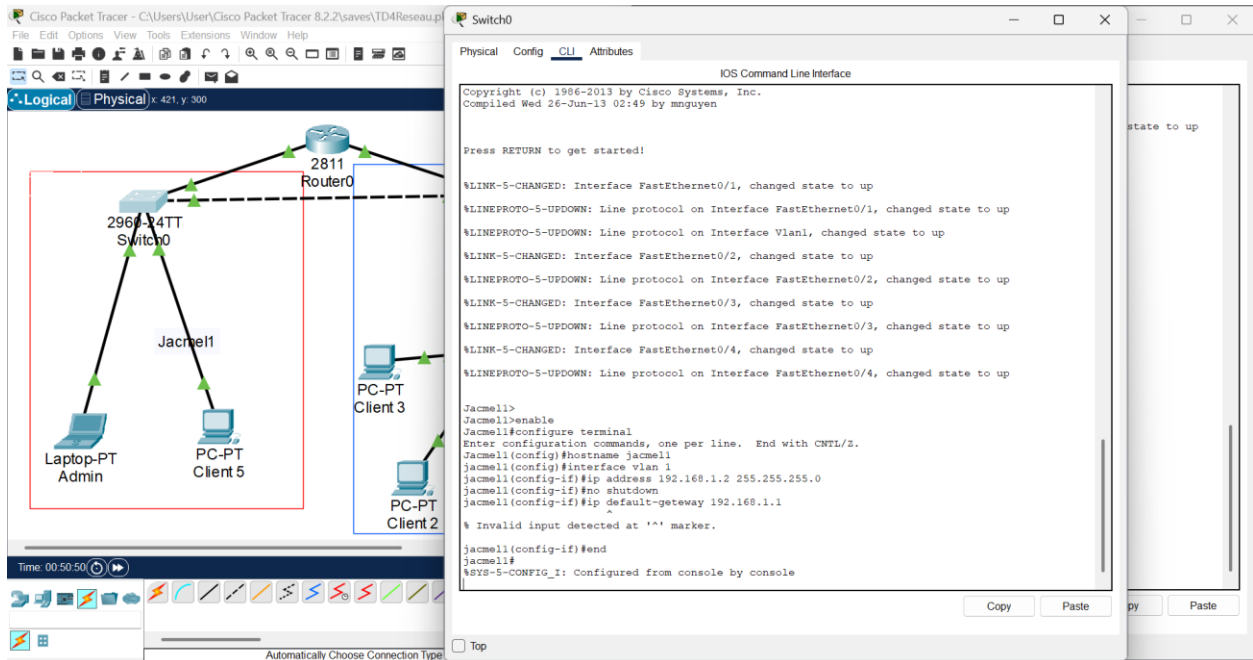 Cisco Packet Tracer - C:\Users\User\Cisco Packet Tracer 8.2.2\saves\TD4Reseau.pk
File Edit Options View Tools Extensions Window Help
Logical Physical x: 421, y: 300
2811
Router0
2960-24TT
Switch0
Jacmel1
PC-PT
Client 3
Laptop-PT
Admin
PC-PT
Client 5
PC-PT
Client 2
Time: 00:50:50
Automatically Choose Connection Type
Switch0
Physical Config CLI Attributes
IOS Command Line Interface
Copyright (c) 1986-2013 by Cisco Systems, Inc.
Compiled Wed 26-Jun-13 02:49 by mnguyen
Press RETURN to get started!
%LINK-5-CHANGED: Interface FastEthernet0/1, changed state to up
%LINEPROTO-5-UPDOWN: Line protocol on Interface FastEthernet0/1, changed state to up
%LINEPROTO-5-UPDOWN: Line protocol on Interface Vlan1, changed state to up
%LINK-5-CHANGED: Interface FastEthernet0/2, changed state to up
%LINEPROTO-5-UPDOWN: Line protocol on Interface FastEthernet0/2, changed state to up
%LINK-5-CHANGED: Interface FastEthernet0/3, changed state to up
%LINEPROTO-5-UPDOWN: Line protocol on Interface FastEthernet0/3, changed state to up
%LINK-5-CHANGED: Interface FastEthernet0/4, changed state to up
%LINEPROTO-5-UPDOWN: Line protocol on Interface FastEthernet0/4, changed state to up
Jacmel1>
Jacmel1>enable
Jacmel1#configure terminal
Enter configuration commands, one per line. End with CNTL/Z.
Jacmel1(config)#hostname jacmel1
jacmel1(config)#interface vlan 1
jacmel1(config-if)#ip address 192.168.1.2 255.255.255.0
jacmel1(config-if)#no shutdown
jacmel1(config-if)#ip default-geteway 192.168.1.1
^
% Invalid input detected at '^' marker.
jacmel1(config-if)#end
jacmel1#
%SYS-5-CONFIG_I: Configured from console by console
Copy Paste
Top
state to up
py Paste